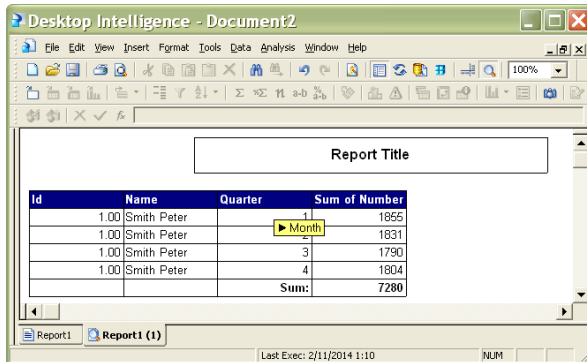 Desktop Intelligence - Document2
File Edit View Insert Format Tools Data Analysis Window Help
100%
Report Title
Id Name Quarter Sum of Number
1.00 Smith Peter 1 1855
▶ Month
1.00 Smith Peter 2 1831
1.00 Smith Peter 3 1790
1.00 Smith Peter 4 1804
Sum: 7280
Report1 Report1 (1)
Last Exec: 2/11/2014 1:10 NUM